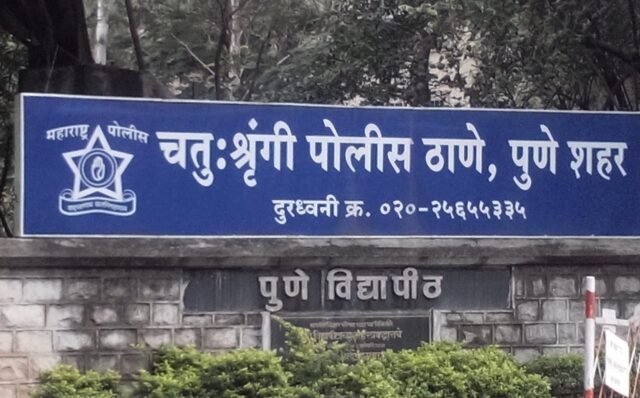 महाराष्ट्र पोलीस
चतुःश्रृंगी पोलीस ठाणे, पुणे शहर
दुरध्वनी क्र. ०२०-२५६५५३३५
पुणे विद्यापीठ